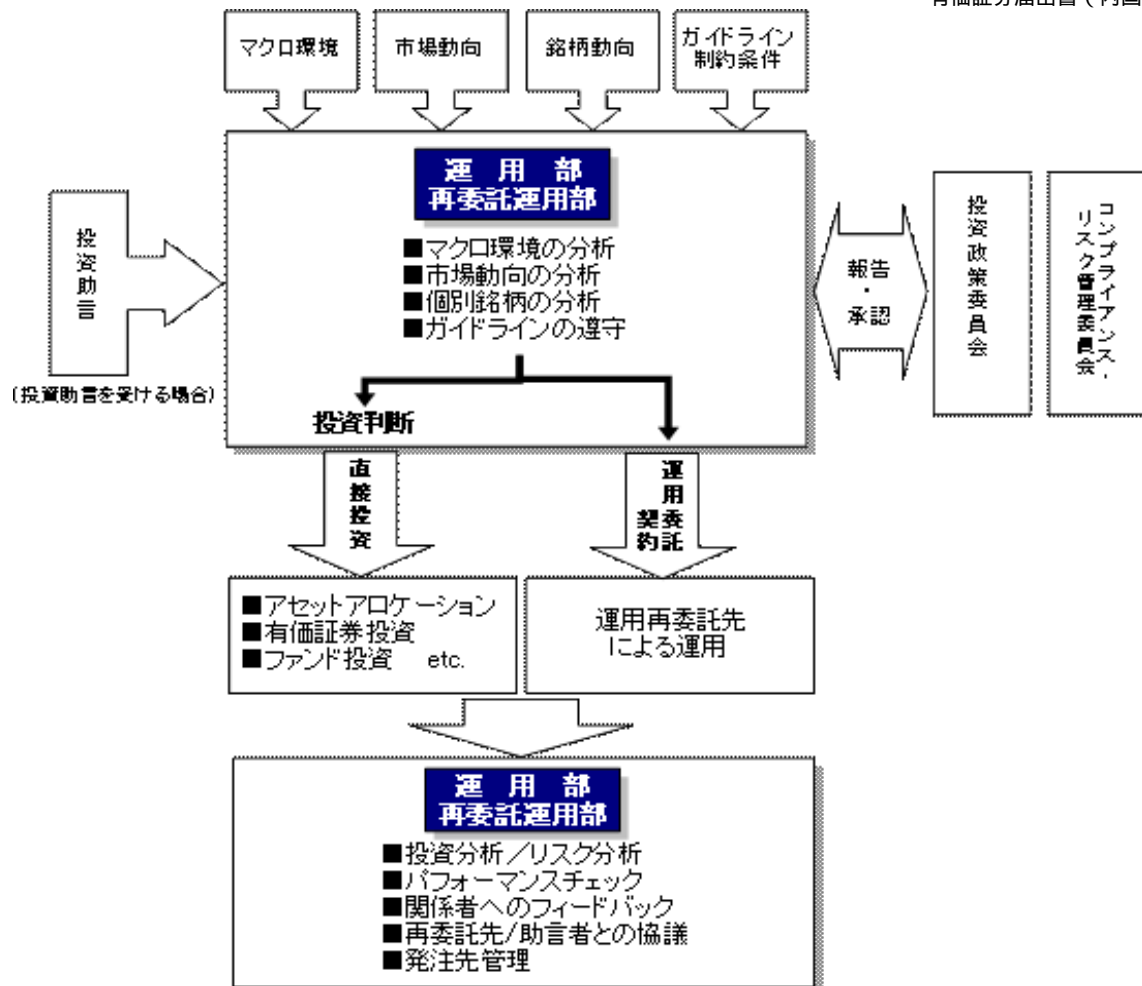 マクロ環境
市場動向
銘柄動向
ガイドライン
制約条件
運用部
再委託運用部
■マクロ環境の分析
■市場動向の分析
■個別銘柄の分析
■ガイドラインの遵守
投資助言
(投資助言を受ける場合)
報告
・
承認
投資政策委員会
コンプライアンス・
リスク管理委員会
投資判断
直接投資
運用委託
契約
■アセットアロケーション
■有価証券投資
■ファンド投資 etc.
運用再委託先
による運用
運用部
再委託運用部
■投資分析/リスク分析
■パフォーマンスチェック
■関係者へのフィードバック
■再委託先/助言者との協議
■発注先管理